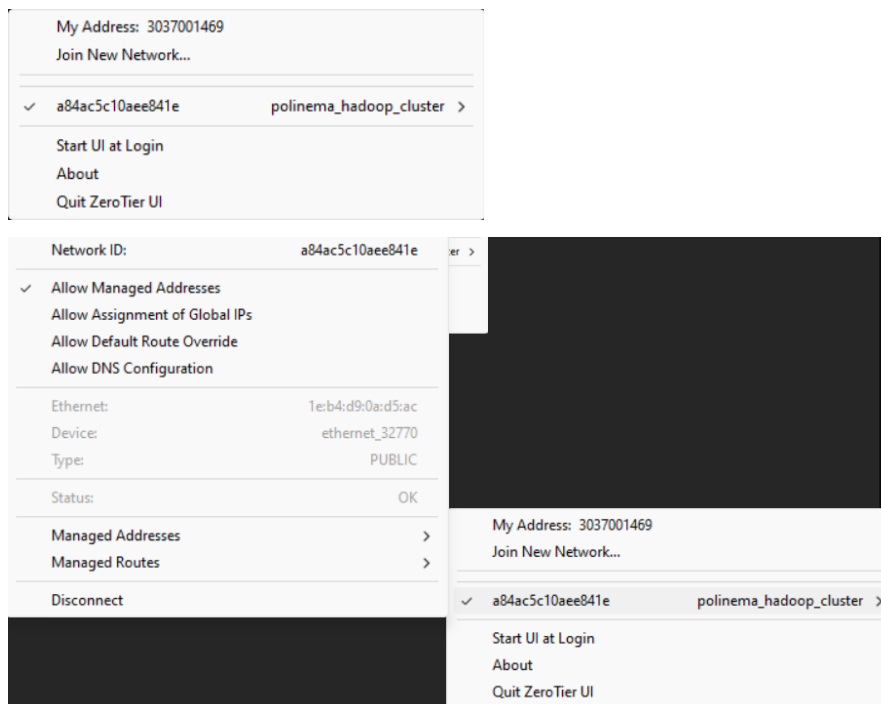 My Address: 3037001469
Join New Network...
a84ac5c10aee841e polinema_hadoop_cluster
Start UI at Login
About
Quit ZeroTier UI
Network ID: a84ac5c10aee841e
er
Allow Managed Addresses
Allow Assignment of Global IPs
Allow Default Route Override
Allow DNS Configuration
Ethernet: 1e:b4:d9:0a:d5:ac
Device: ethernet_32770
Type: PUBLIC
Status: OK
Managed Addresses
Managed Routes
Disconnect
My Address: 3037001469
Join New Network...
a84ac5c10aee841e polinema_hadoop_cluster
Start UI at Login
About
Quit ZeroTier UI